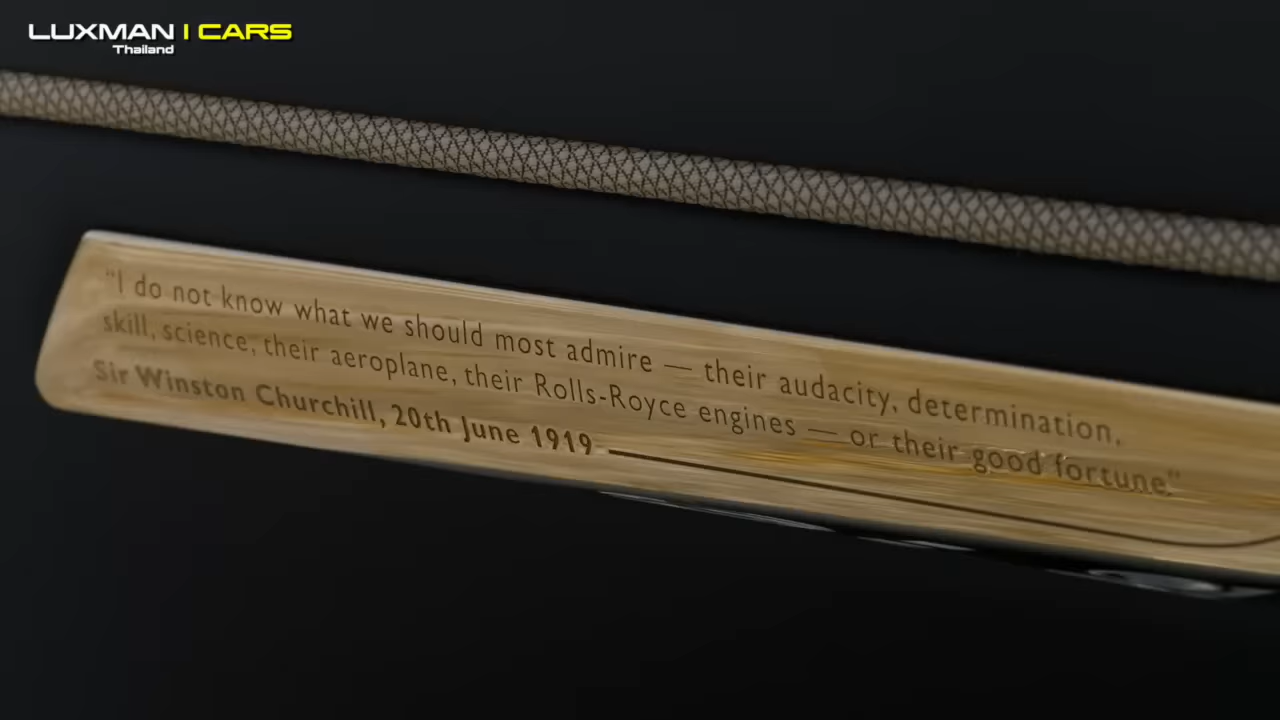 LUXMAN | CARS
Thailand
"I do not know what we should most admire — their audacity, determination,
skill, science, their aeroplane, their Rolls-Royce engines — or their good fortune."
Sir Winston Churchill, 20th June 1919